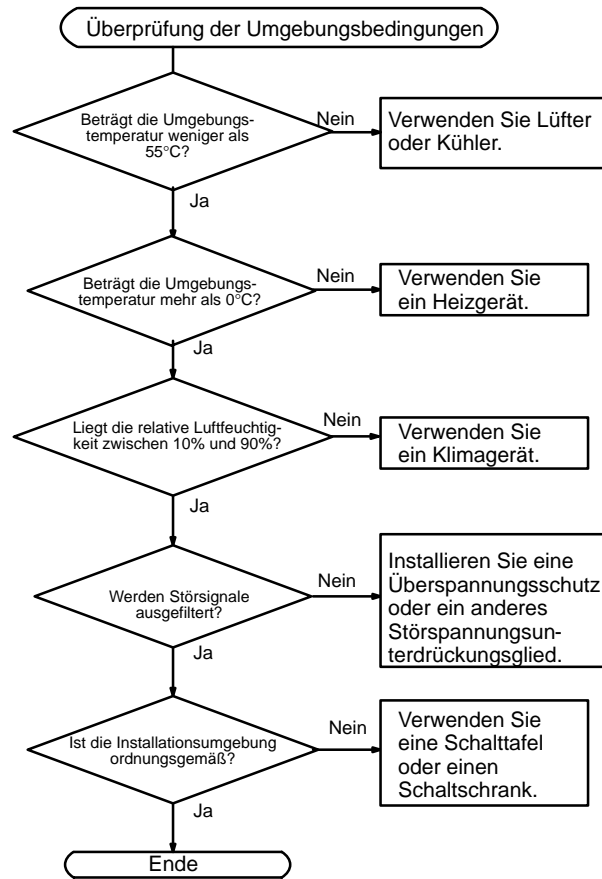 Überprüfung der Umgebungsbedingungen
Beträgt die Umgebungs-
temperatur weniger als
55°C?
Nein
Verwenden Sie Lüfter
oder Kühler.
Ja
Beträgt die Umgebungs-
temperatur mehr als 0°C?
Nein
Verwenden Sie
ein Heizgerät.
Ja
Liegt die relative Luftfeuchtig-
keit zwischen 10% und 90%?
Nein
Verwenden Sie
ein Klimagerät.
Ja
Werden Störsignale
ausgefiltert?
Nein
Installieren Sie eine
Überspannungsschutz
oder ein anderes
Störspannungsun-
terdrückungsglied.
Ja
Ist die Installationsumgebung
ordnungsgemäß?
Nein
Verwenden Sie
eine Schalttafel
oder einen
Schaltschrank.
Ja
Ende